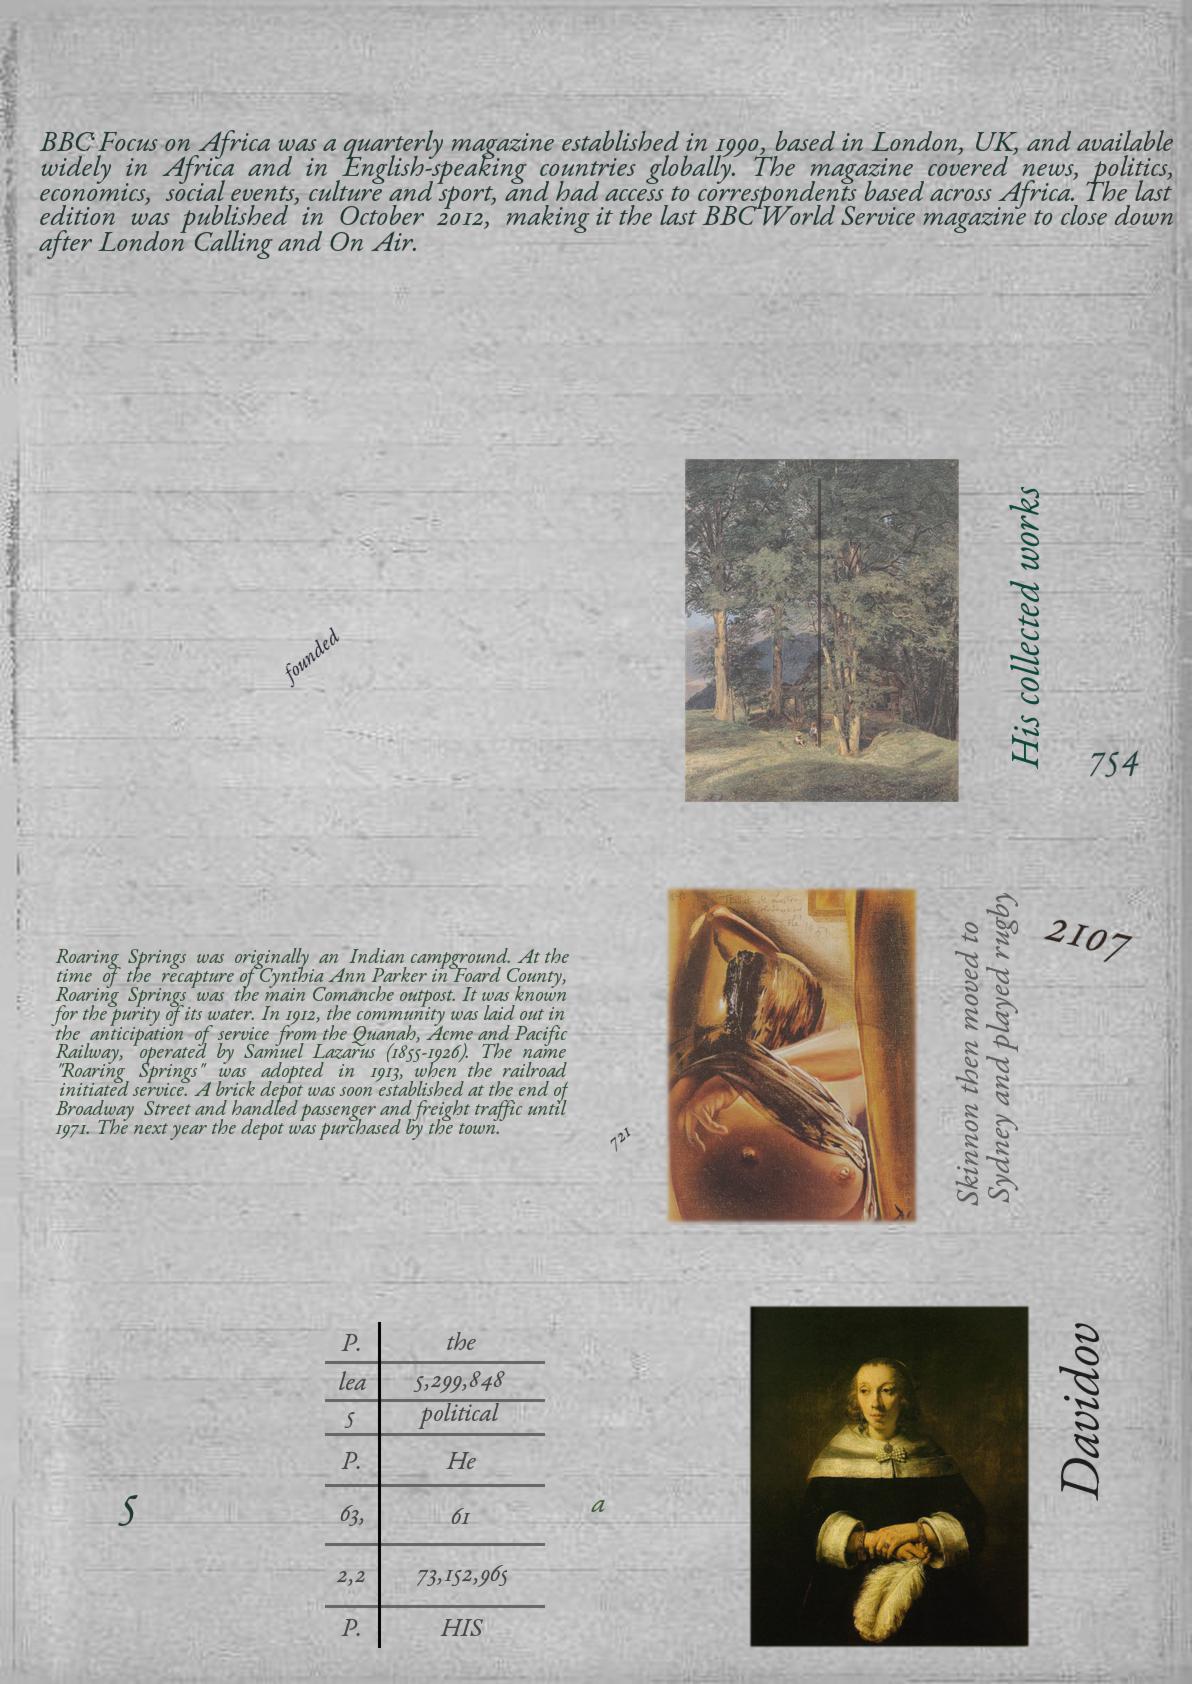 BBC Focus on Africa was a quarterly magazine established in 1990, based in London, UK, and available
widely in Africa and in English-speaking countries globally. The magazine covered news, politics,
economics, social events, culture and sport, and had access to correspondents based across Africa. The last
edition was published in October 2012, making it the last BBC World Service magazine to close down
after London Calling and On Air.
founded
His collected works
754
Roaring Springs was originally an Indian campground. At the
time of the recapture of Cynthia Ann Parker in Foard County,
Roaring Springs was the main Comanche outpost. It was known
for the purity of its water. In 1912, the community was laid out in
the anticipation of service from the Quanah, Acme and Pacific
Railway, operated by Samuel Lazarus (1855-1926). The name
"Roaring Springs" was adopted in 1913, when the railroad
initiated service. A brick depot was soon established at the end of
Broadway Street and handled passenger and freight traffic until
1971. The next year the depot was purchased by the town.
721
Skinnon then moved to
Sydney and played rugby
2107
P. the
lea 5,299,848
5 political
P. He
63, 61
2,2 73,152,965
P. HIS
5
a
Davidov